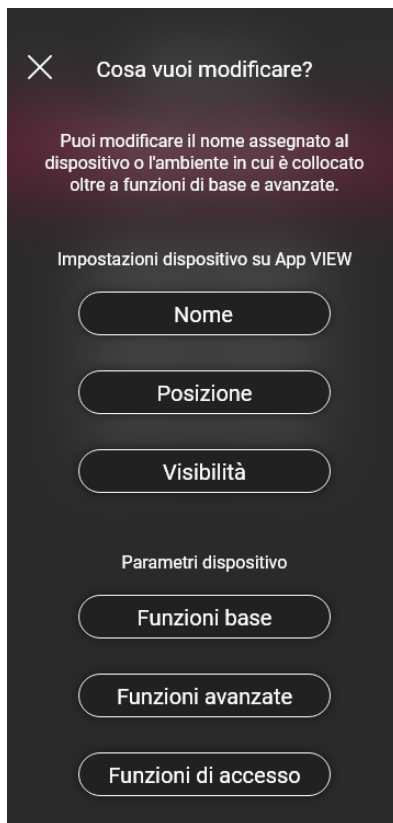 Cosa vuoi modificare?
Puoi modificare il nome assegnato al
dispositivo o l'ambiente in cui è collocato
oltre a funzioni di base e avanzate.
Impostazioni dispositivo su App VIEW
Nome
Posizione
Visibilità
Parametri dispositivo
Funzioni base
Funzioni avanzate
Funzioni di accesso